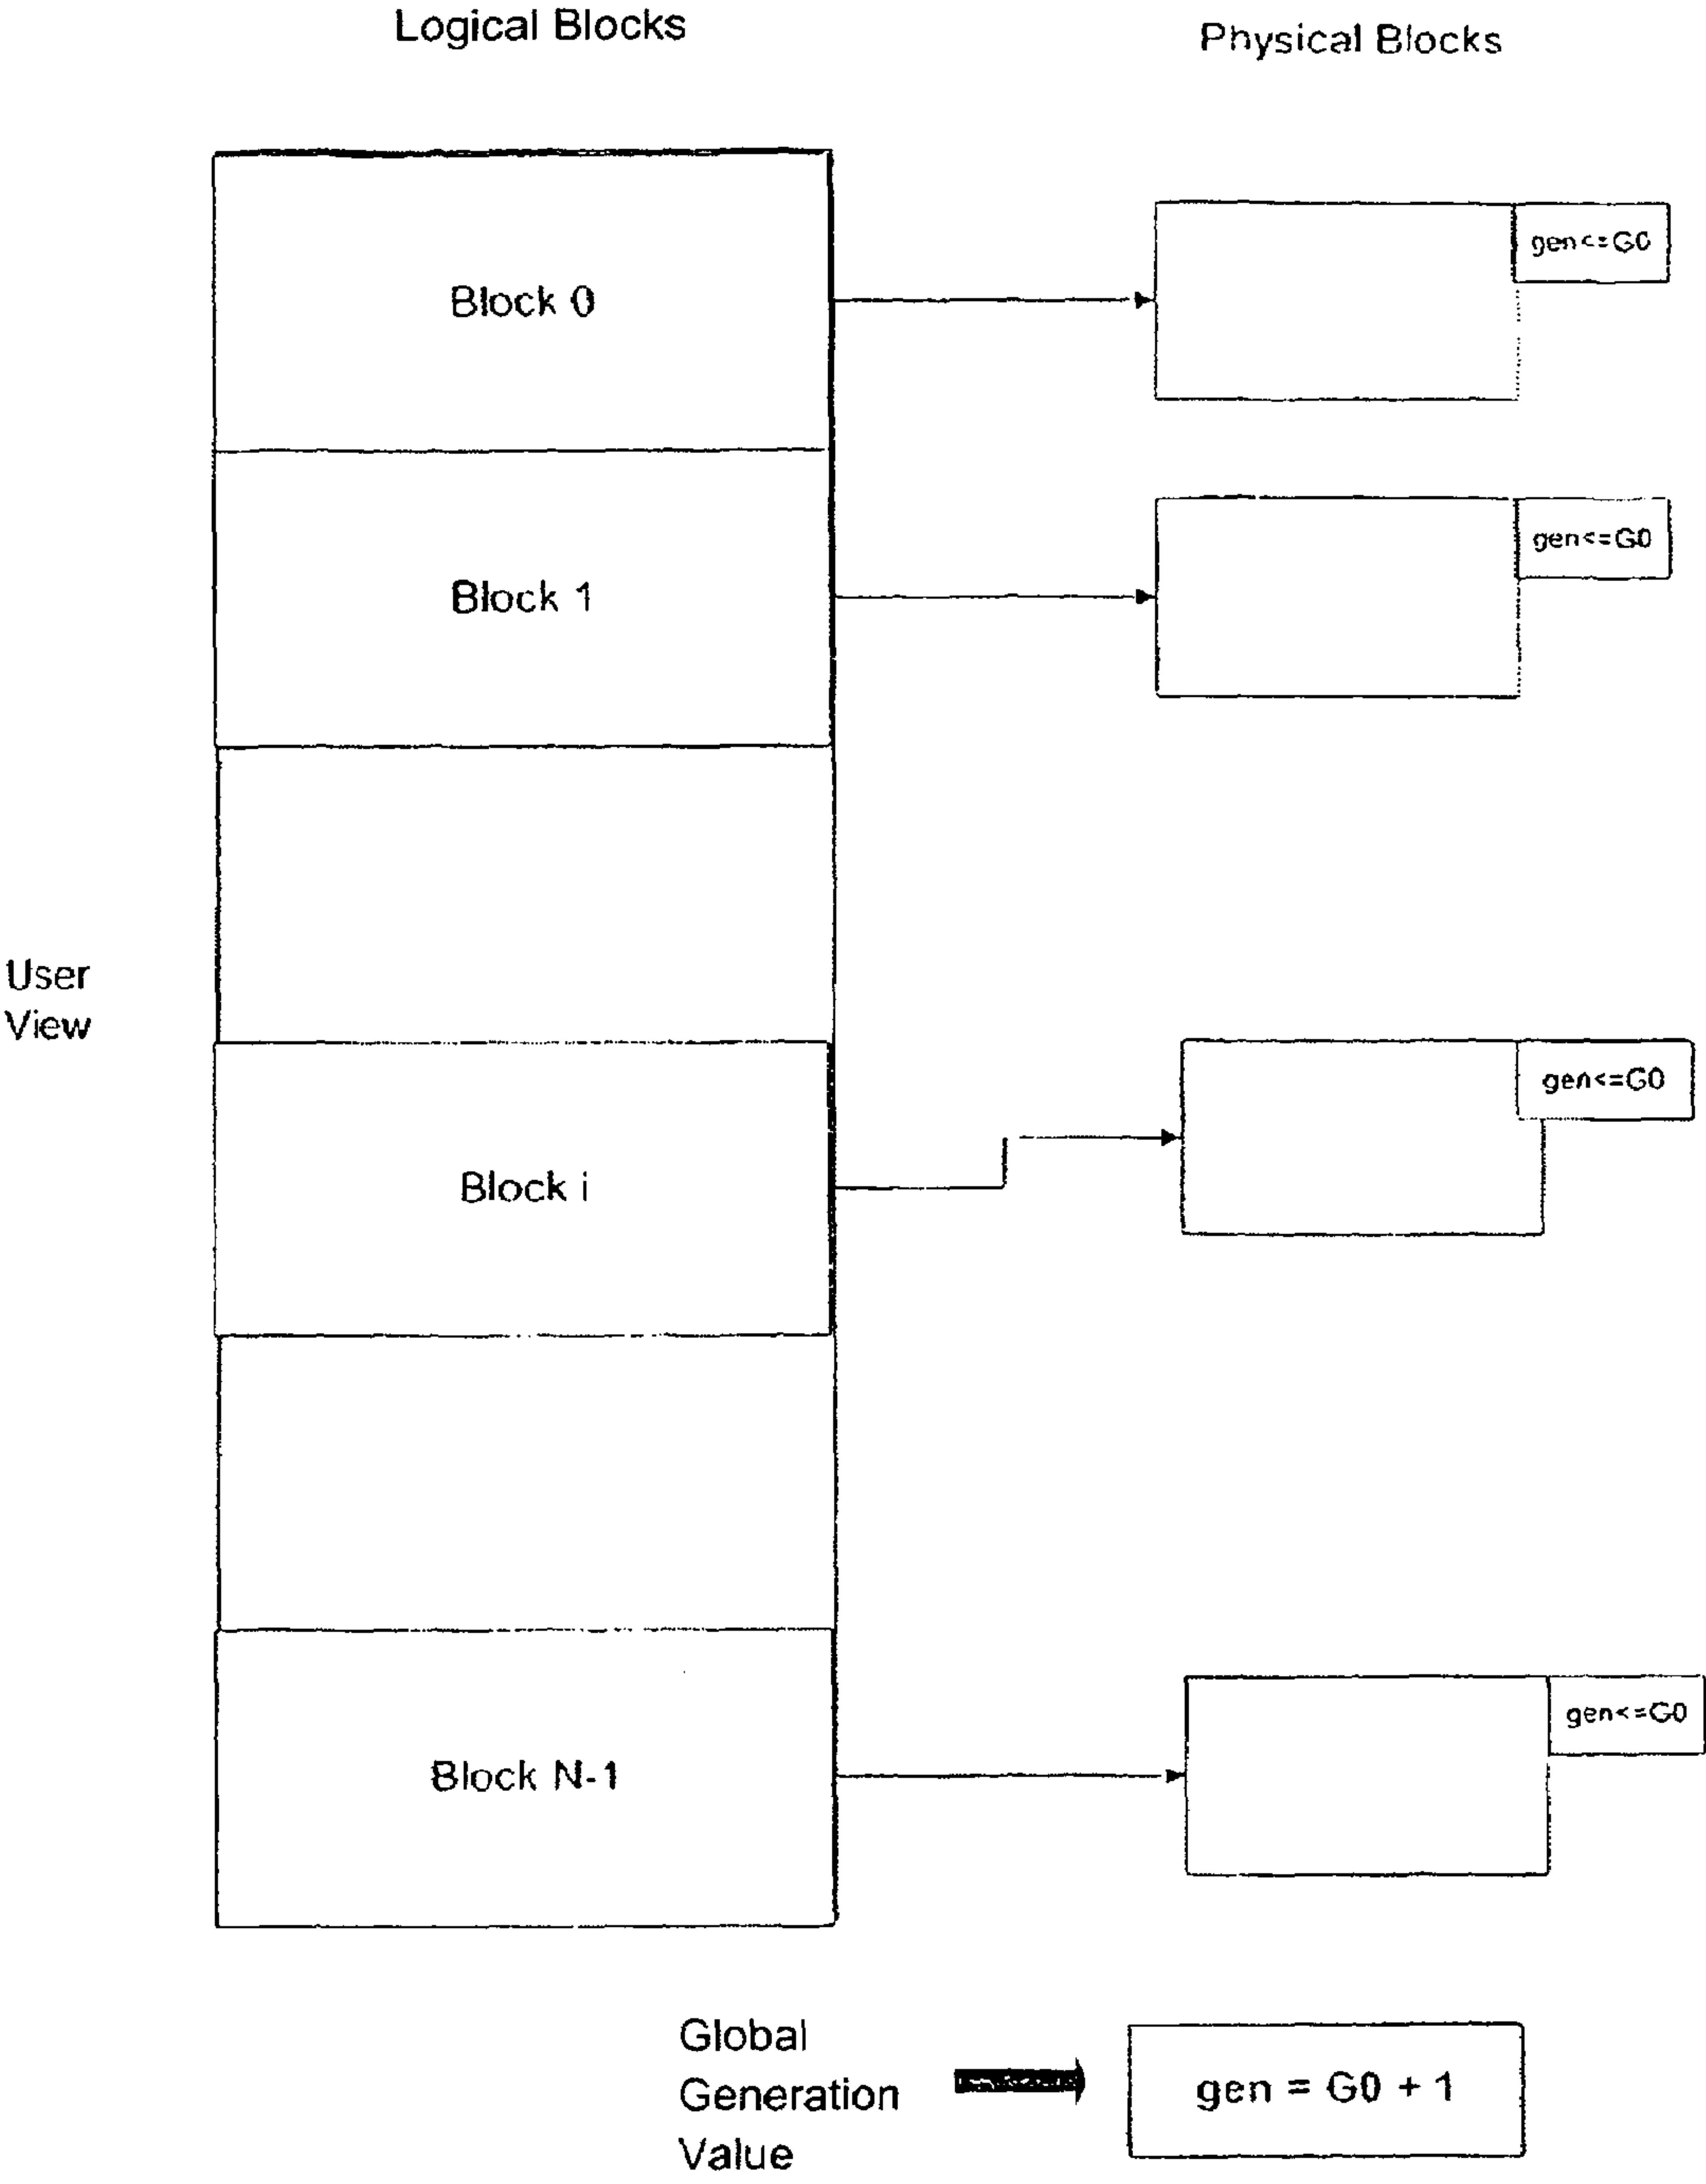 Logical Blocks
Physical Blocks
Block 0
gen<=G0
Block 1
gen<=G0
User
View
Block i
gen<=G0
Block N-1
gen<=G0
Global
Generation
Value
gen = G0 + 1